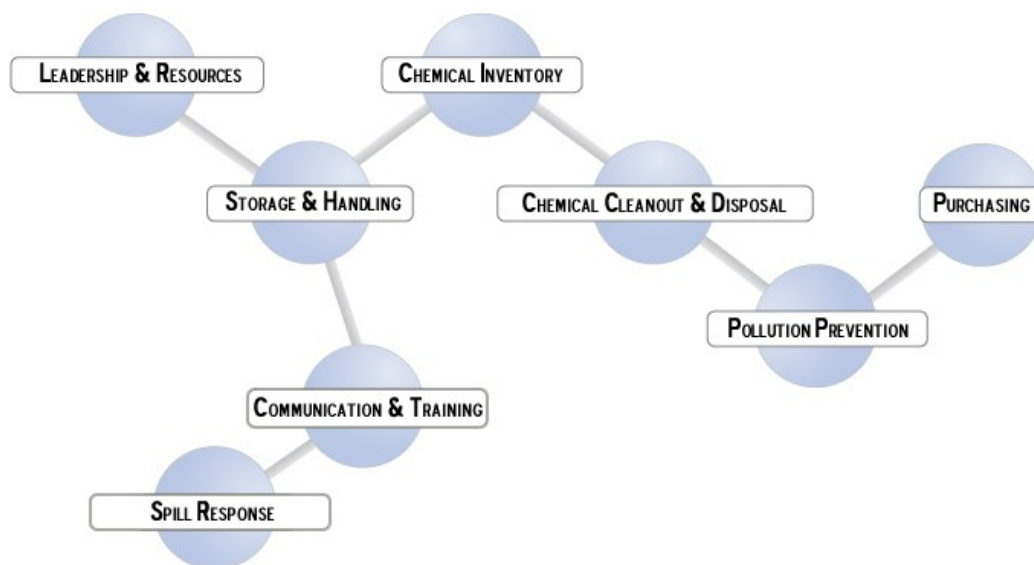 Leadership & Resources
Chemical Inventory
Storage & Handling
Chemical Cleanout & Disposal
Purchasing
Pollution Prevention
Communication & Training
Spill Response